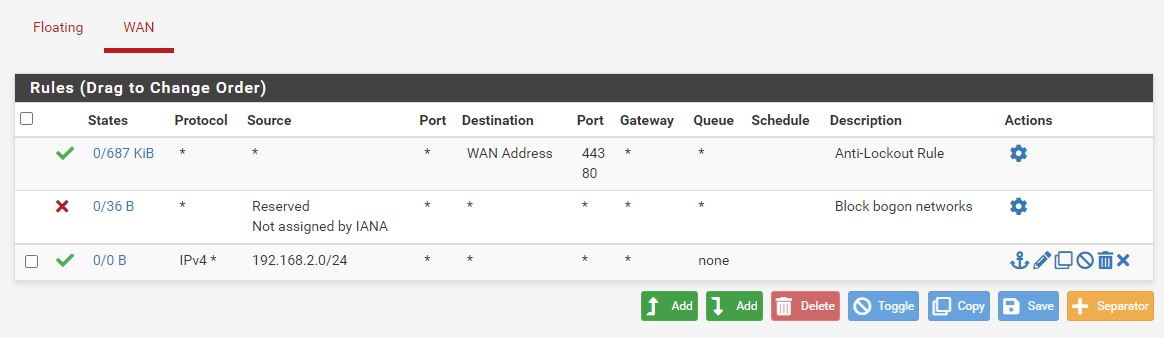 Floating WAN
Rules (Drag to Change Order)
States Protocol Source Port Destination Port Gateway Queue Schedule Description Actions
0/687 KiB * * * WAN Address 443 * * Anti-Lockout Rule
80
0/36 B * Reserved * * * * * Block bogon networks
Not assigned by IANA
0/0 B IPv4 * 192.168.2.0/24 * * * * none
Add Add Delete Toggle Copy Save Separator